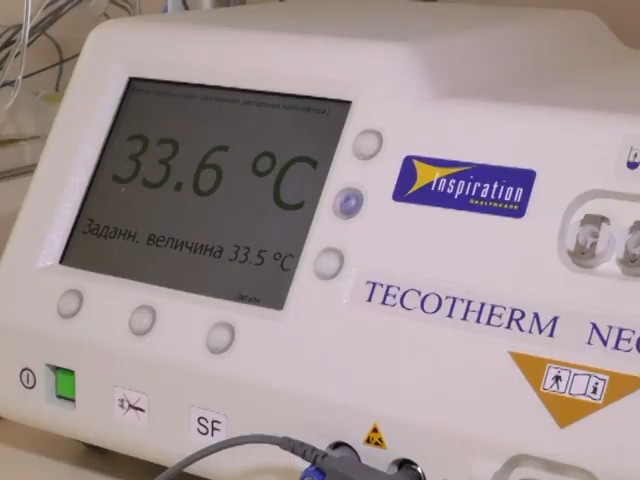 33.6 °C
Заданн. величина 33.5 °C
Inspiration
HEALTHCARE
TECOTHERM NEO
SF